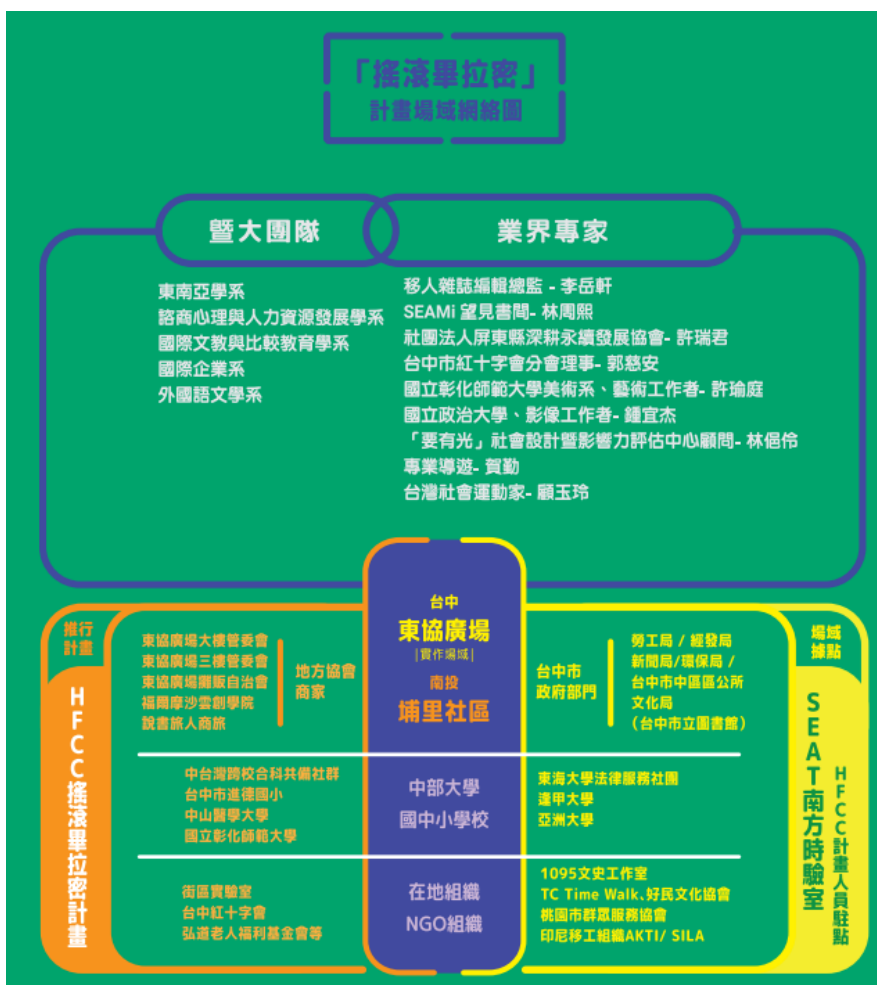 「搖滾畢拉密」
計畫場域網絡圖
暨大團隊
業界專家
東南亞學系
諮商心理與人力資源發展學系
國際文教與比較教育學系
國際企業系
外國語文學系
移人雜誌編輯總監 - 李岳軒
SEAMi 望見書間- 林周熙
社團法人屏東縣深耕永續發展協會- 許瑞君
台中市紅十字會分會理事- 郭慈安
國立彰化師範大學美術系、藝術工作者- 許瑜庭
國立政治大學、影像工作者- 鍾宜杰
「要有光」社會設計暨影響力評估中心顧問- 林俋伶
專業導遊- 賀勤
台灣社會運動家- 顧玉玲
推行
計畫
HFCC搖滾畢拉密計畫
東協廣場大樓管委會
東協廣場三樓管委會
東協廣場攤販自治會
福爾摩沙雲創學院
說書旅人商旅
地方協會
商家
台中
東協廣場
|實作場域|
南投
埔里社區
台中市
政府部門
勞工局 / 經發局
新聞局/環保局 /
台中市中區區公所
文化局
(台中市立圖書館)
場域
據點
SEAT南方時驗室
HFCC計畫人員駐點
中台灣跨校合科共備社群
台中市進德國小
中山醫學大學
國立彰化師範大學
中部大學
國中小學校
東海大學法律服務社團
逢甲大學
亞洲大學
街區實驗室
台中紅十字會
弘道老人福利基金會等
在地組織
NGO組織
1095文史工作室
TC Time Walk、好民文化協會
桃園市群眾服務協會
印尼移工組織AKTI/ SILA